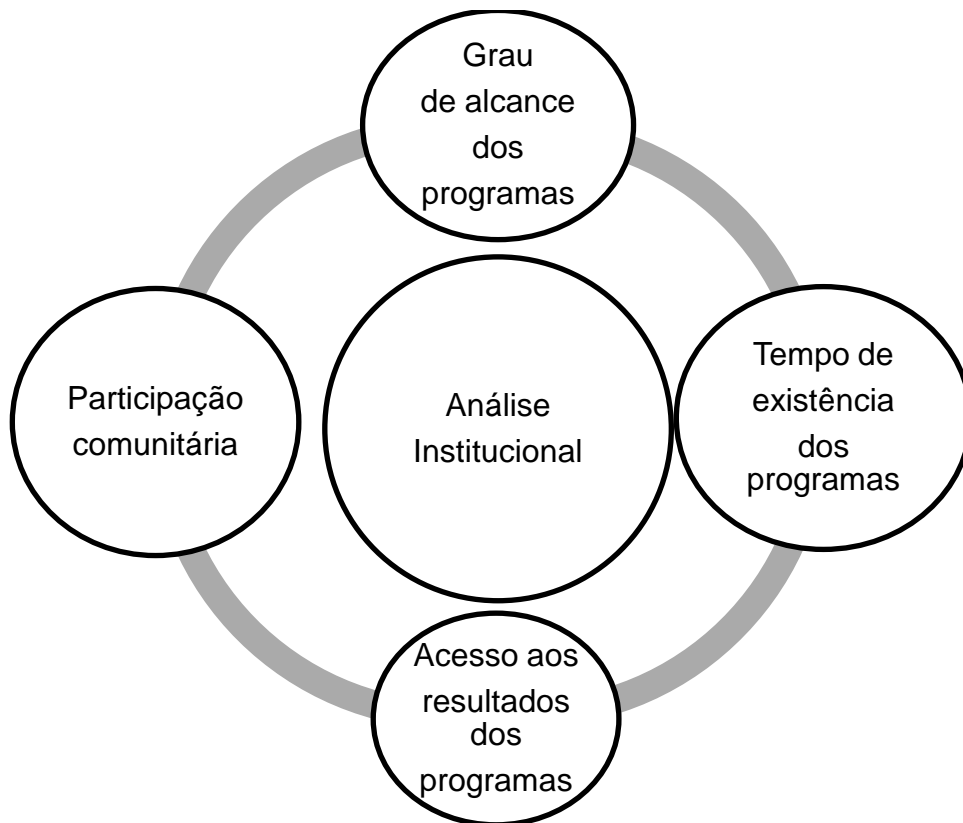 Grau
de alcance
dos
programas
Participação
comunitária
Análise
Institucional
Tempo de
existência
dos
programas
Acesso aos
resultados
dos
programas